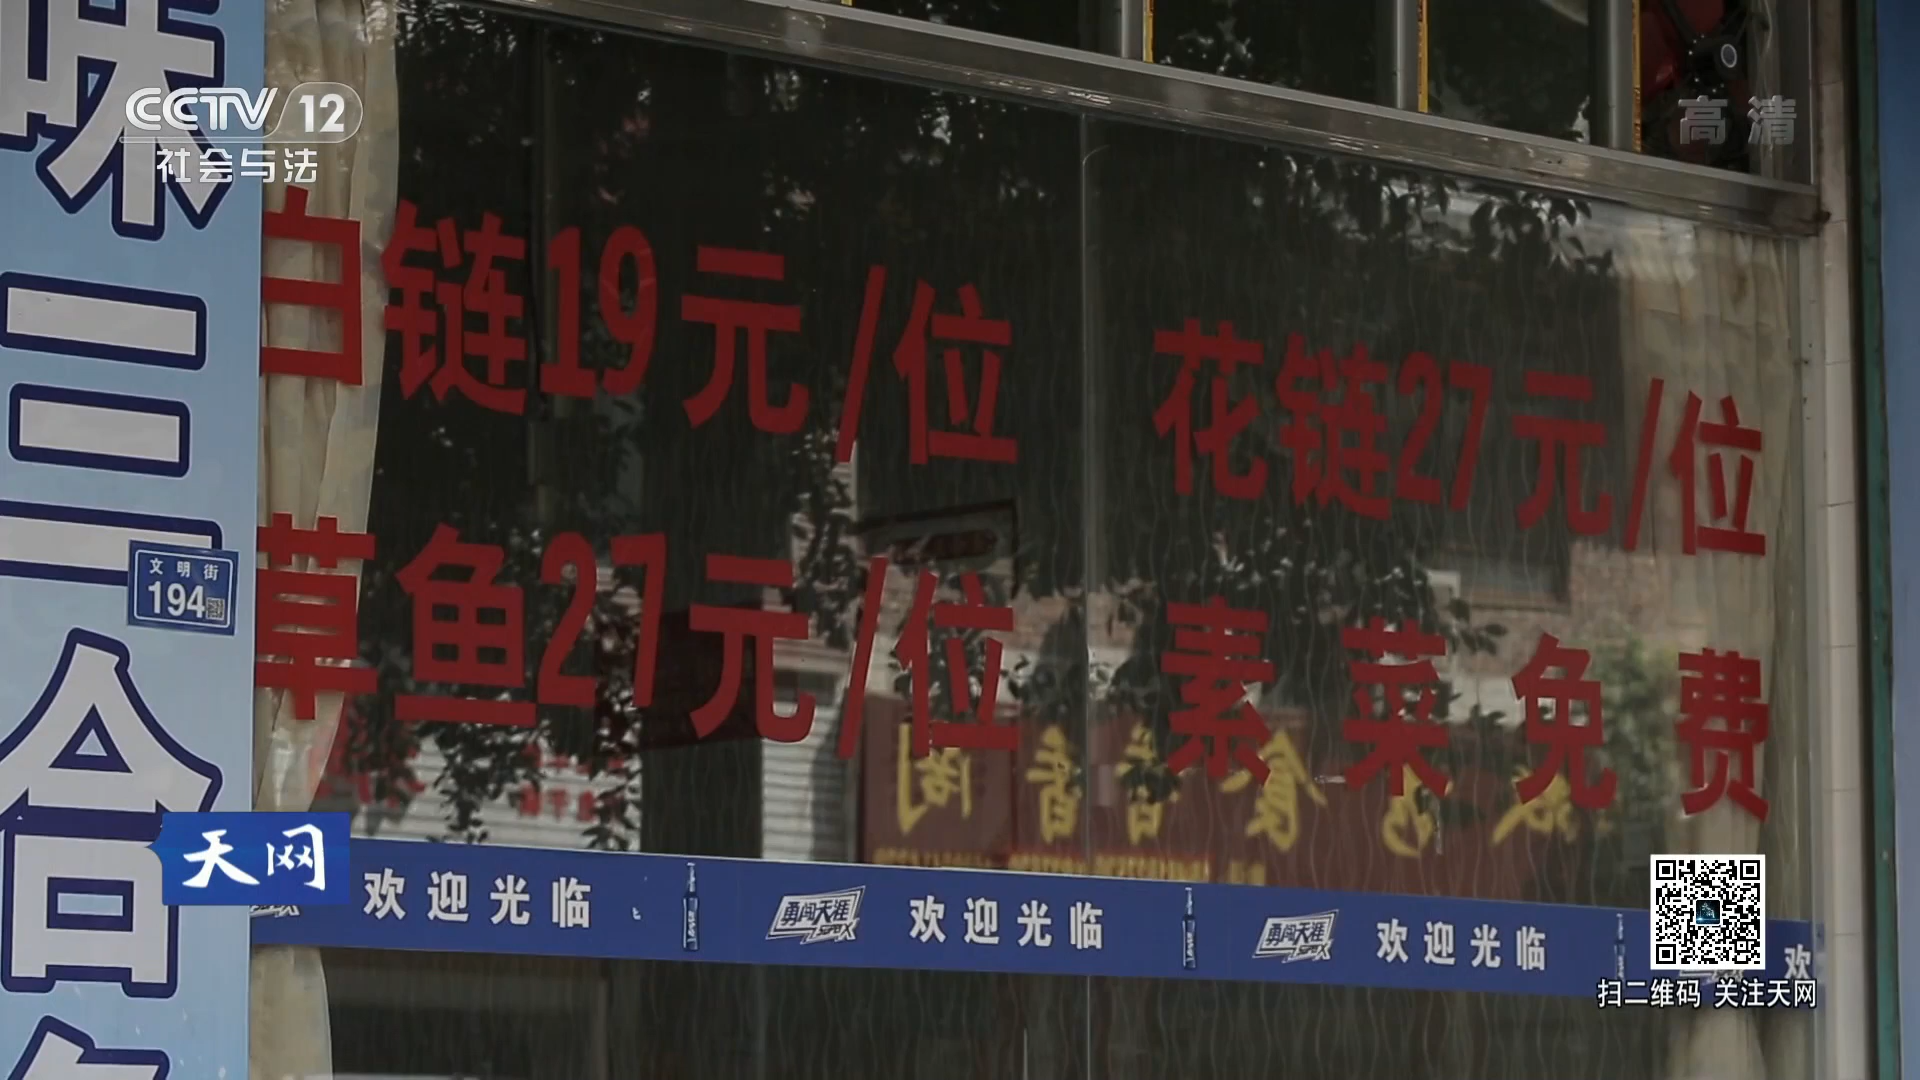 CCTV 12
社会与法
高清
味三合
白链19元/位
花链27元/位
草鱼27元/位
素菜免费
文明街
194
天网
欢迎光临
勇闯天涯
欢迎光临
勇闯天涯
欢迎光临
欢
扫二维码 关注天网